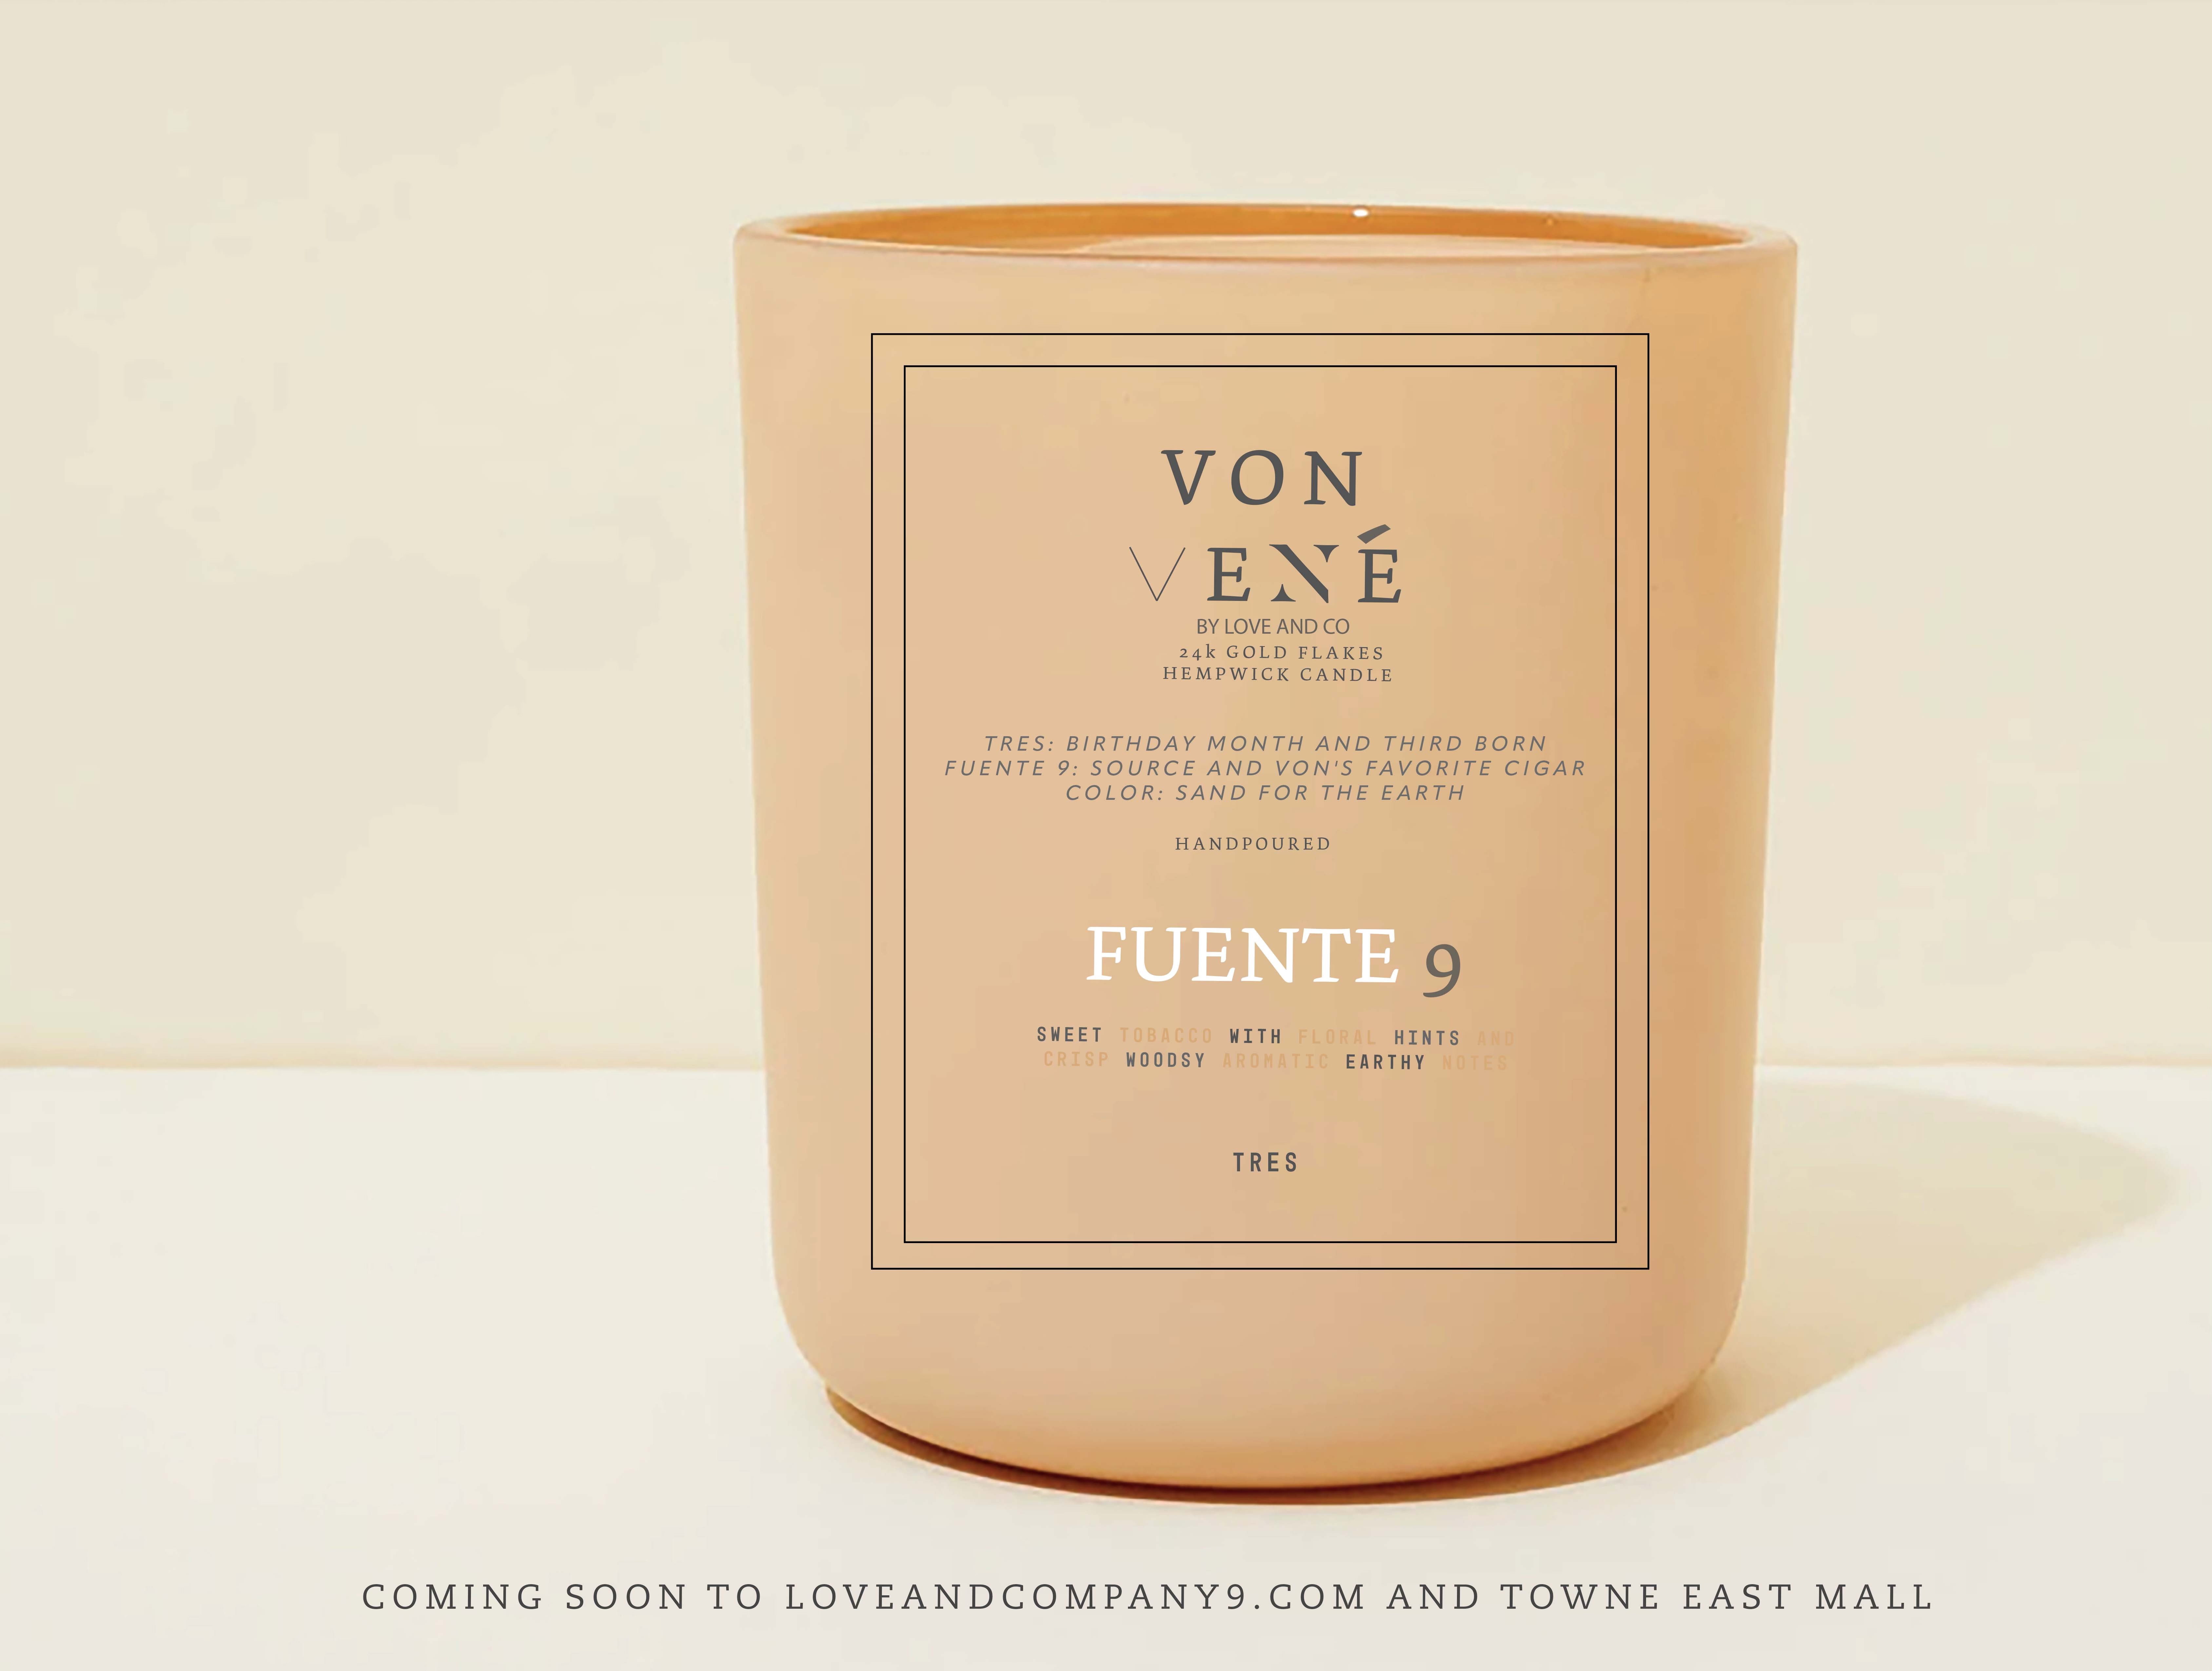 VON
VENÉ
BY LOVE AND CO
24k GOLD FLAKES
HEMPWICK CANDLE
TRES: BIRTHDAY MONTH AND THIRD BORN
FUENTE 9: SOURCE AND VON'S FAVORITE CIGAR
COLOR: SAND FOR THE EARTH
HANDPOURED
FUENTE 9
SWEET TOBACCO WITH FLORAL HINTS AND
CRISP WOODSY AROMATIC EARTHY NOTES
TRES
COMING SOON TO LOVEANDCOMPANY9.COM AND TOWNE EAST MALL